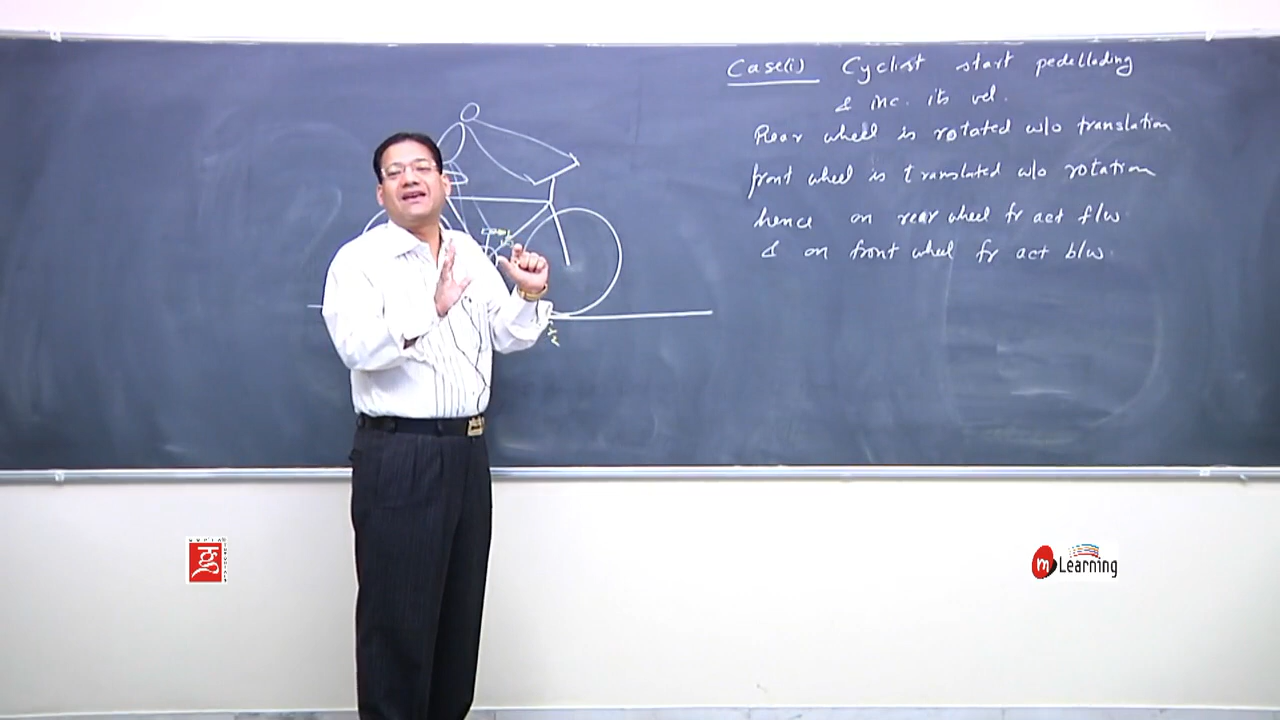 Case(i) Cyclist start pedellading
& inc. its vel.
Rear wheel is rotated w/o translation
front wheel is translated w/o rotation
hence on rear wheel fr act f/w
& on front wheel fr act b/w.
m Learning